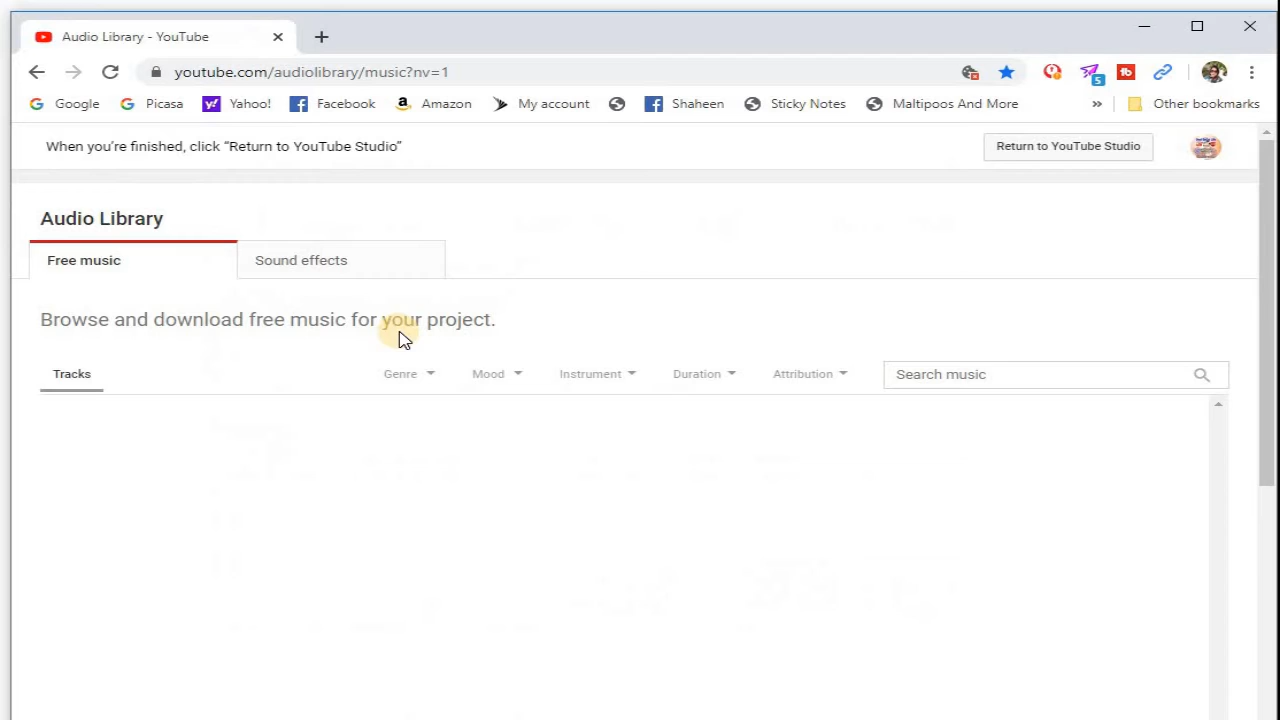 Audio Library - YouTube
youtube.com/audiolibrary/music?nv=1
5
Google Picasa Yahoo! Facebook Amazon My account Shaheen Sticky Notes Maltipoos And More » Other bookmarks
When you're finished, click “Return to YouTube Studio” Return to YouTube Studio
Audio Library
Free music Sound effects
Browse and download free music for your project.
Tracks Genre Mood Instrument Duration Attribution Search music